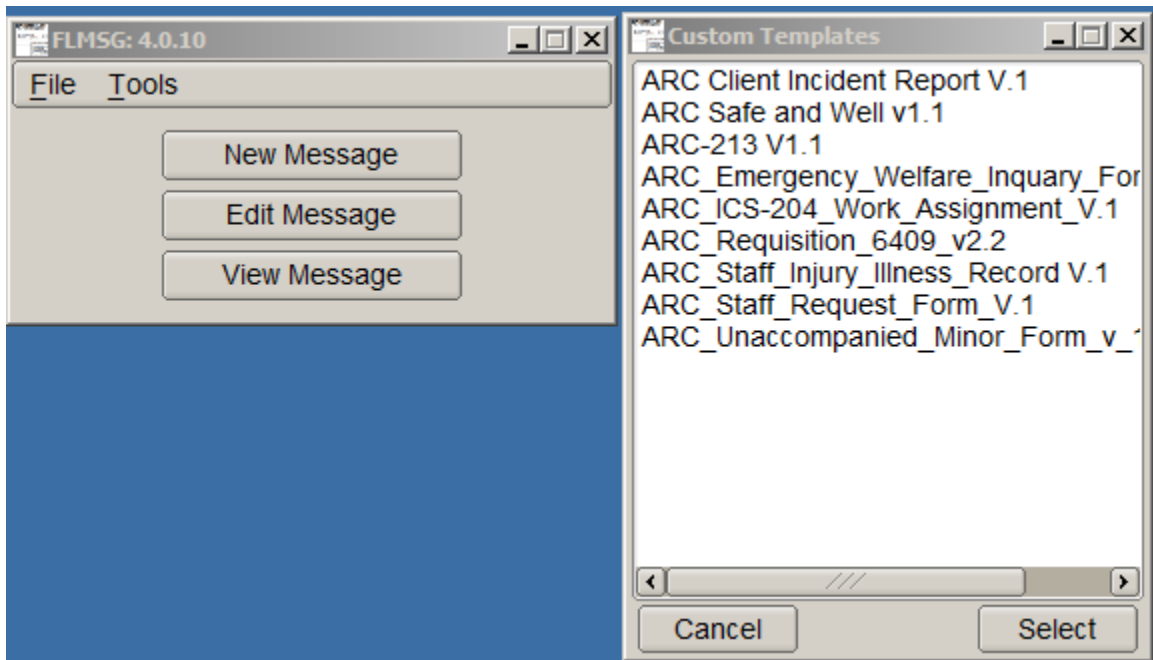 FLMSG: 4.0.10
File Tools
New Message
Edit Message
View Message
Custom Templates
ARC Client Incident Report V.1
ARC Safe and Well v1.1
ARC-213 V1.1
ARC_Emergency_Welfare_Inquary_For
ARC_ICS-204_Work_Assignment_V.1
ARC_Requisition_6409_v2.2
ARC_Staff_Injury_Illness_Record V.1
ARC_Staff_Request_Form_V.1
ARC_Unaccompanied_Minor_Form_v_
Cancel Select